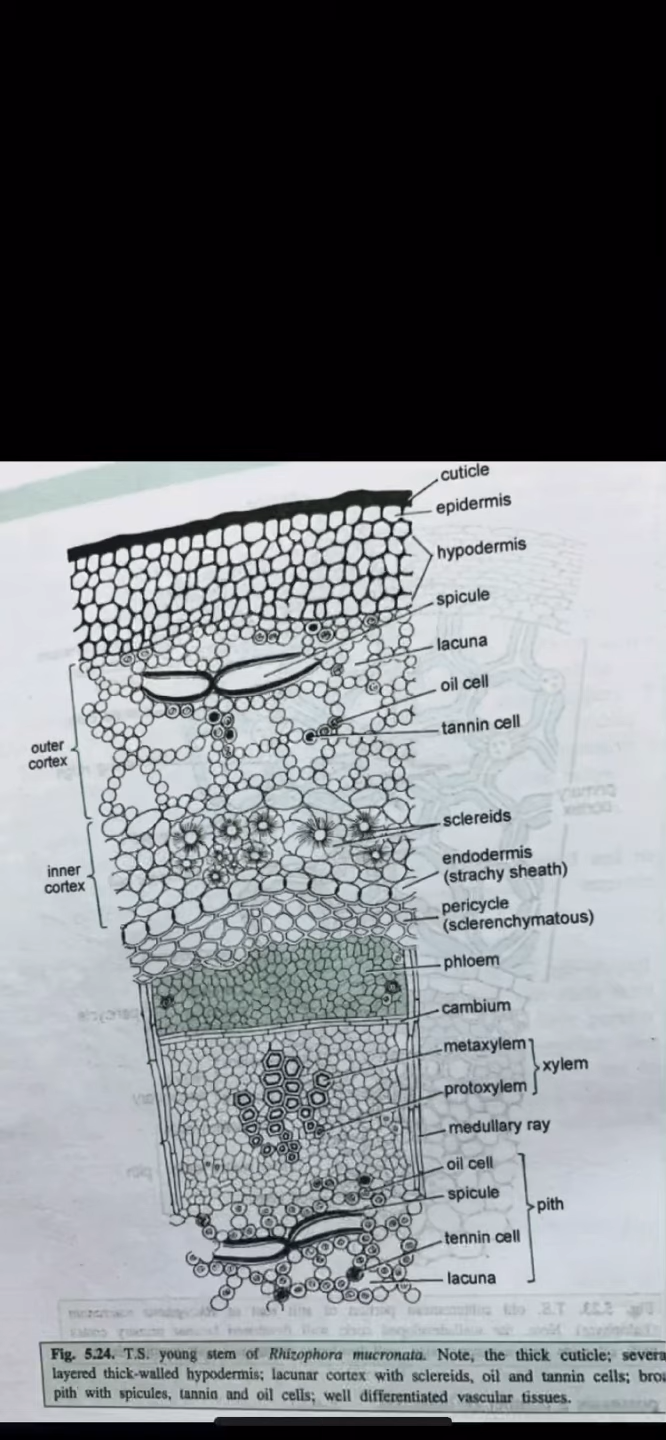 cuticle
epidermis
hypodermis
spicule
lacuna
oil cell
tannin cell
outer
cortex
sclereids
inner
cortex
endodermis
(strachy sheath)
pericycle
(sclerenchymatous)
phloem
cambium
metaxylem
xylem
protoxylem
medullary ray
oil cell
spicule
pith
tennin cell
lacuna
Fig. 5.24. T.S. young stem of Rhizophora mucronata. Note, the thick cuticle; severa
layered thick-walled hypodermis; lacunar cortex with sclereids, oil and tannin cells; bro
pith with spicules, tannin and oil cells; well differentiated vascular tissues.